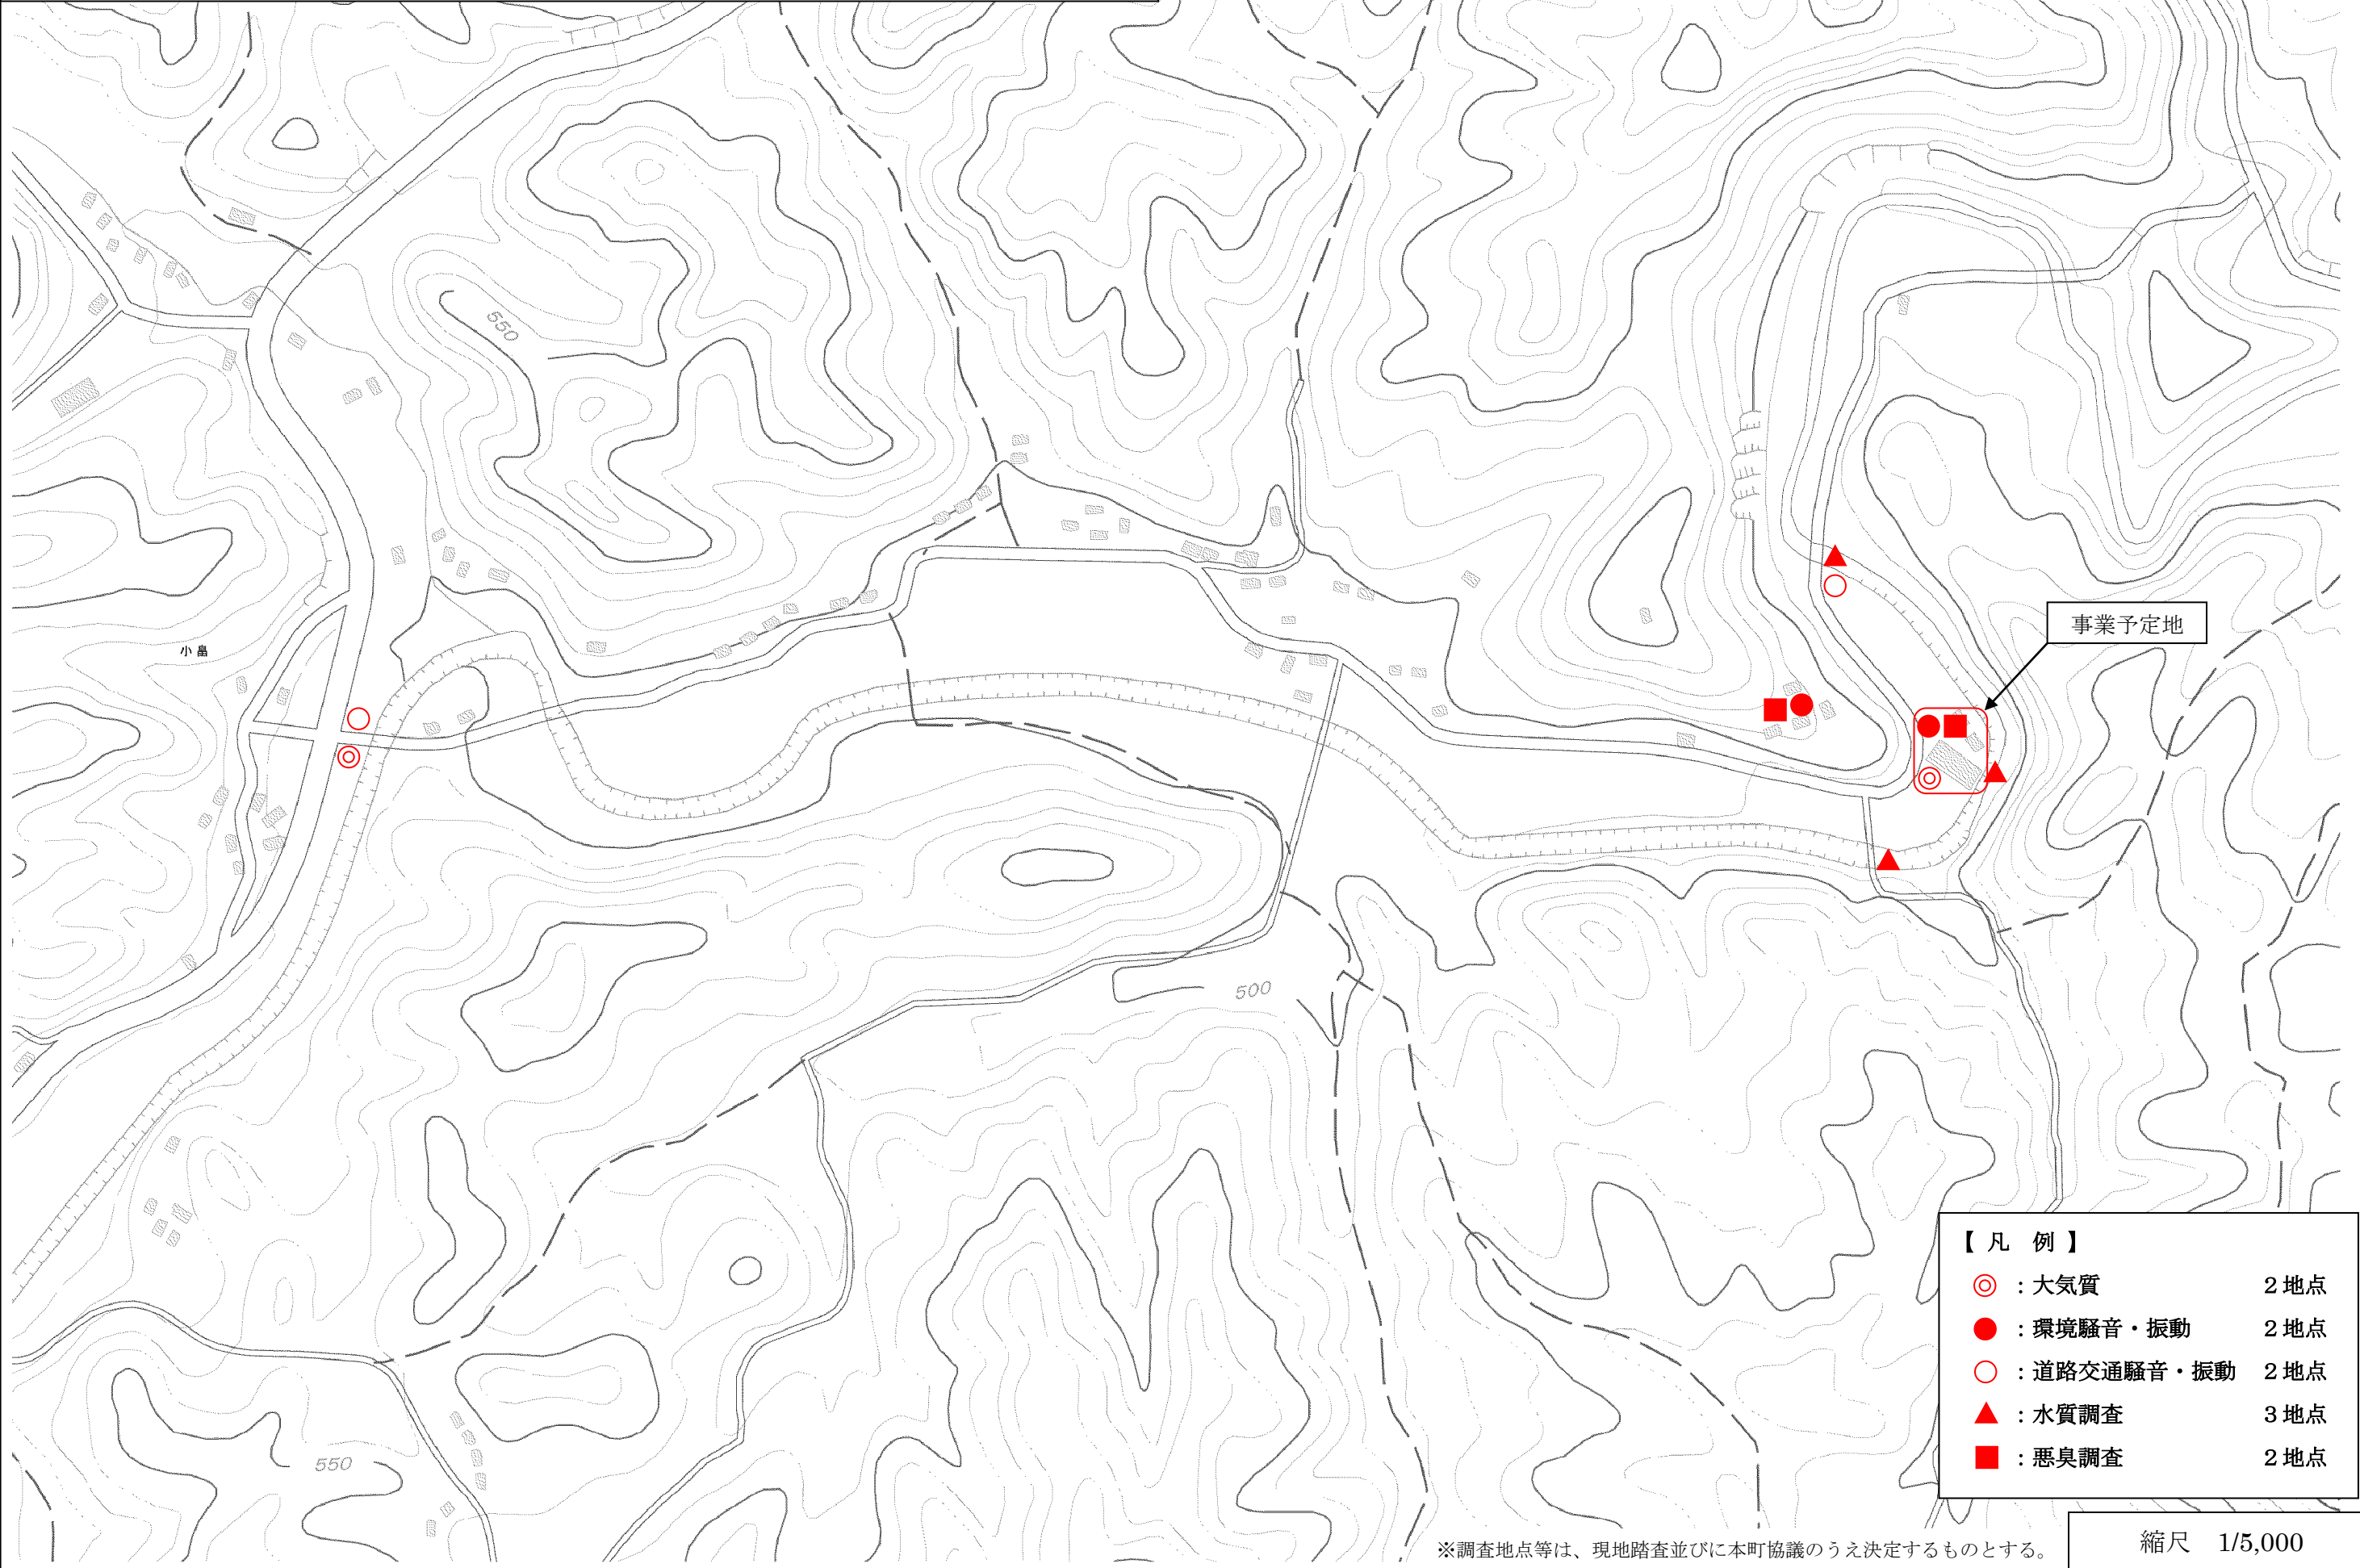 550
小畠
事業予定地
500
550
【 凡　例 】
◎ ：大気質　2地点
● ：環境騒音・振動　2地点
○ ：道路交通騒音・振動　2地点
▲ ：水質調査　3地点
■ ：悪臭調査　2地点
※調査地点等は、現地踏査並びに本町協議のうえ決定するものとする。
縮尺　1/5,000